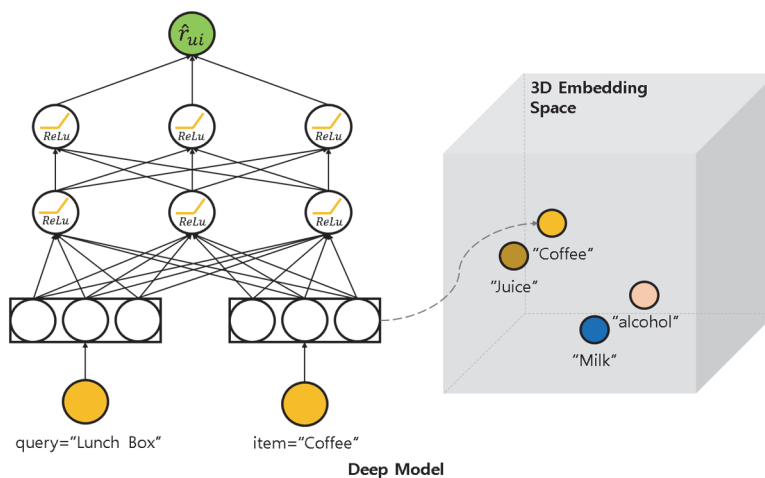 r̂ui
ReLu
ReLu
ReLu
ReLu
ReLu
ReLu
query="Lunch Box"
item="Coffee"
3D Embedding
Space
"Coffee"
"Juice"
"alcohol"
"Milk"
Deep Model